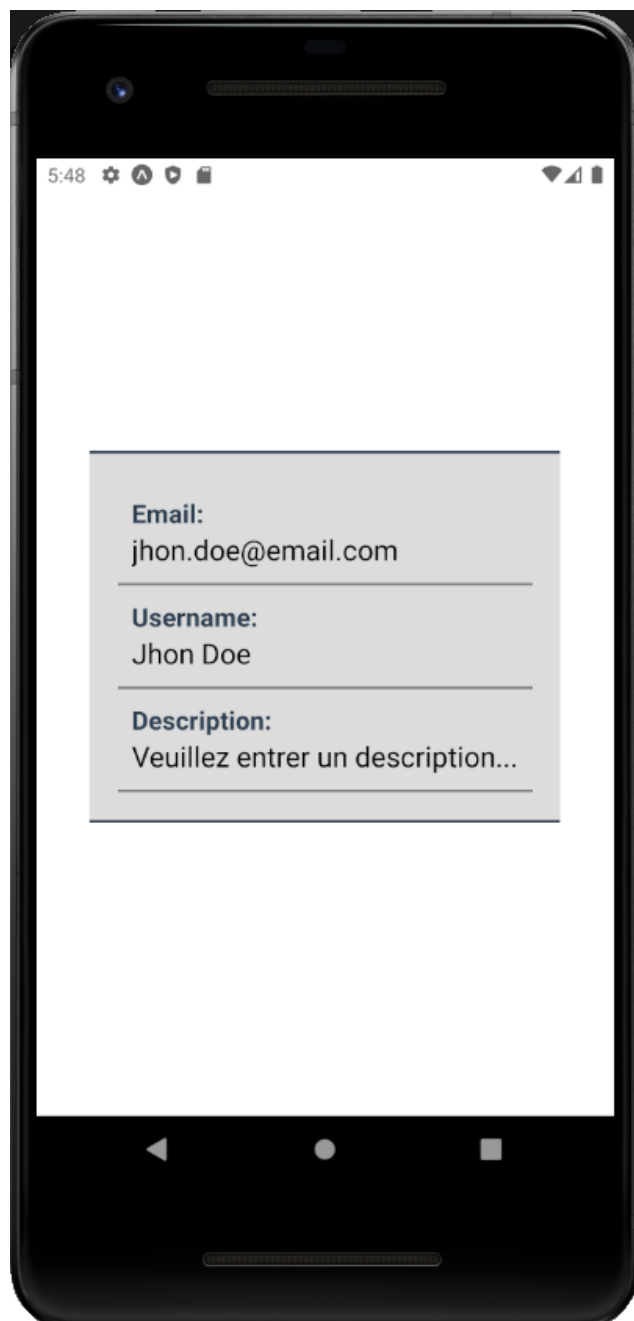 5:48
Email:
jhon.doe@email.com
Username:
Jhon Doe
Description:
Veuillez entrer un description...